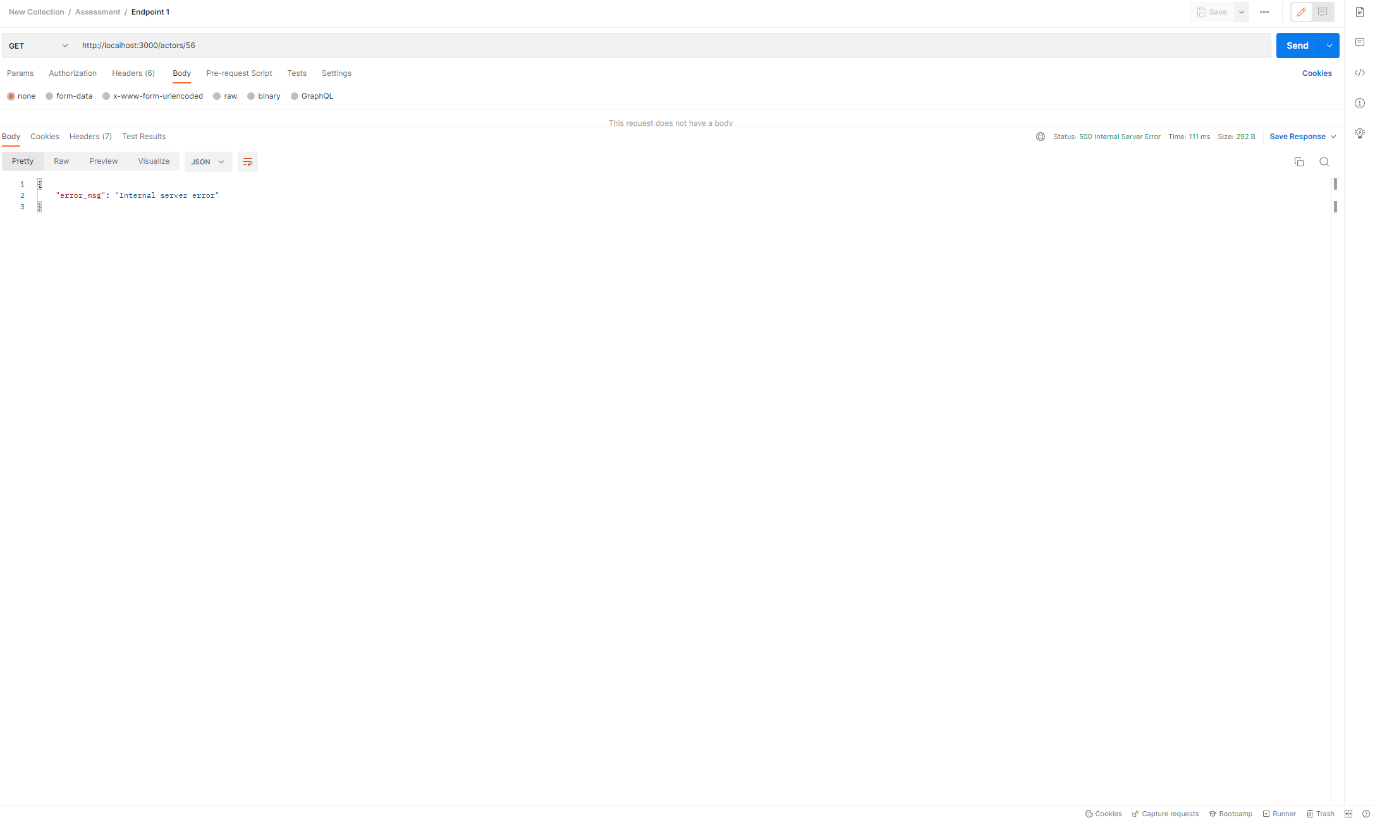 New Collection / Assessment / Endpoint 1
Save
GET
http://localhost:3000/actors/56
Send
Params Authorization Headers (6) Body Pre-request Script Tests Settings
Cookies
none form-data x-www-form-urlencoded raw binary GraphQL
This request does not have a body
Body Cookies Headers (7) Test Results
Status: 500 Internal Server Error Time: 111 ms Size: 292 B Save Response
Pretty Raw Preview Visualize JSON
1 {
2 "error_msg": "Internal server error"
3 }
Cookies Capture requests Bootcamp Runner Trash